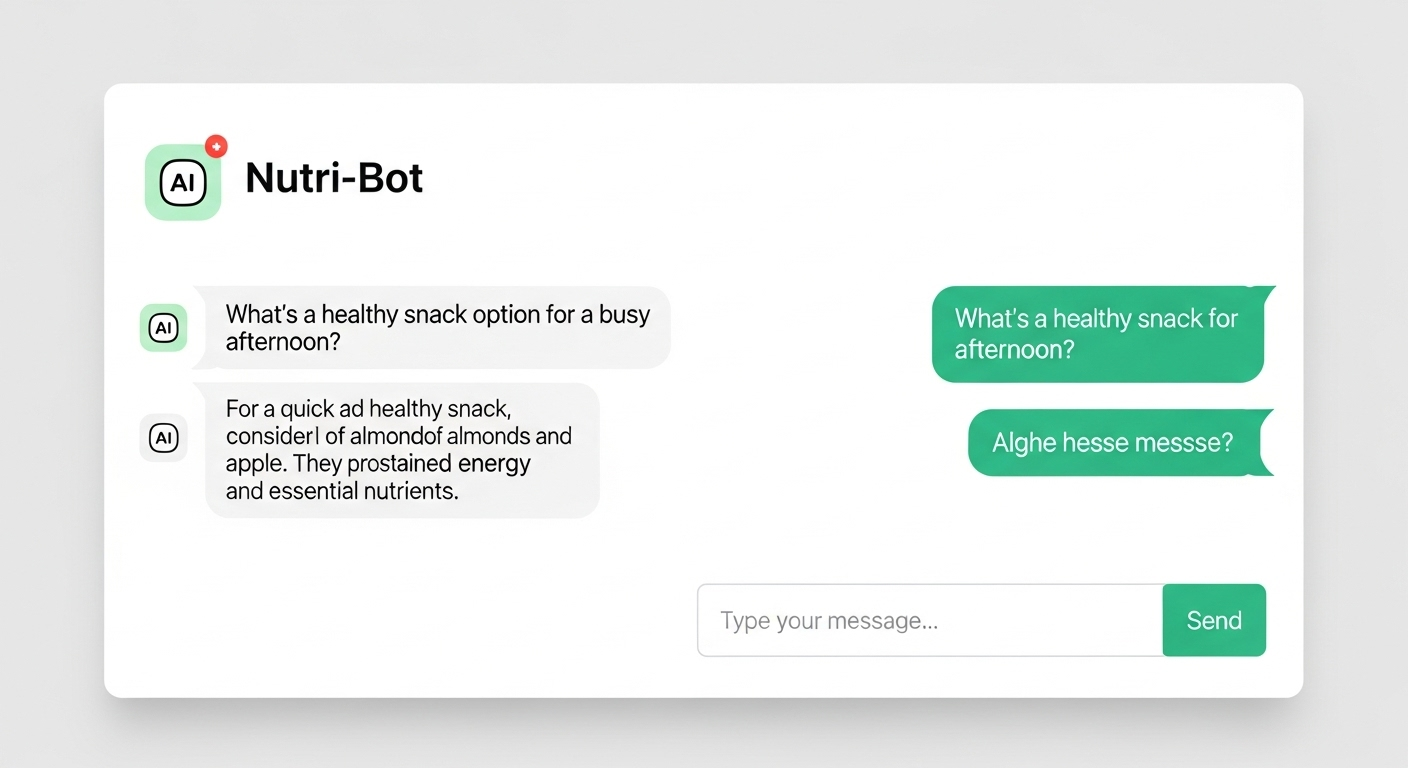 AI
Nutri-Bot
AI
What's a healthy snack option for a busy
afternoon?
What's a healthy snack for
afternoon?
AI
For a quick ad healthy snack,
considerl of almondof almonds and
apple. They prostained energy
and essential nutrients.
Alghe hesse messse?
Type your message...
Send